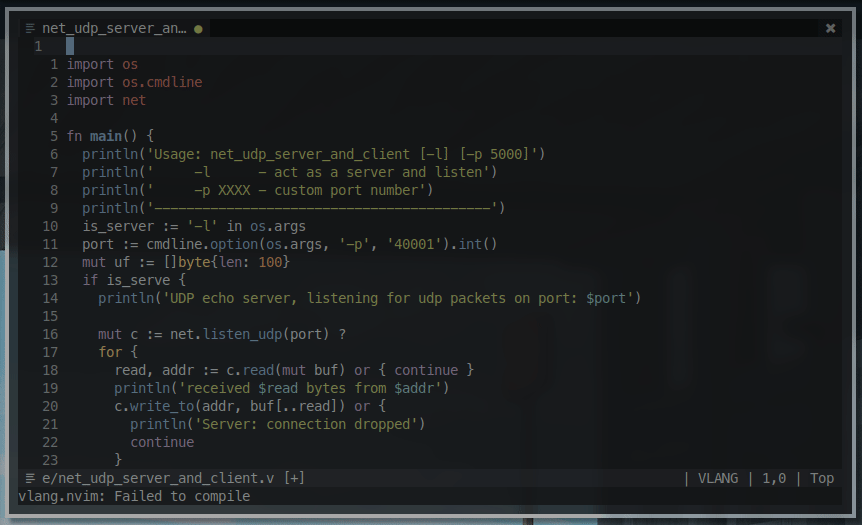 net_udp_server_an… ● ✖
1
1 import os
2 import os.cmdline
3 import net
4
5 fn main() {
6 println('Usage: net_udp_server_and_client [-l] [-p 5000]')
7 println('     -l      - act as a server and listen')
8 println('     -p XXXX - custom port number')
9 println('------------------------------------------')
10 is_server := '-l' in os.args
11 port := cmdline.option(os.args, '-p', '40001').int()
12 mut uf := []byte{len: 100}
13 if is_serve {
14 println('UDP echo server, listening for udp packets on port: $port')
15
16 mut c := net.listen_udp(port) ?
17 for {
18 read, addr := c.read(mut buf) or { continue }
19 println('received $read bytes from $addr')
20 c.write_to(addr, buf[..read]) or {
21 println('Server: connection dropped')
22 continue
23 }
e/net_udp_server_and_client.v [+] | VLANG | 1,0 | Top
vlang.nvim: Failed to compile